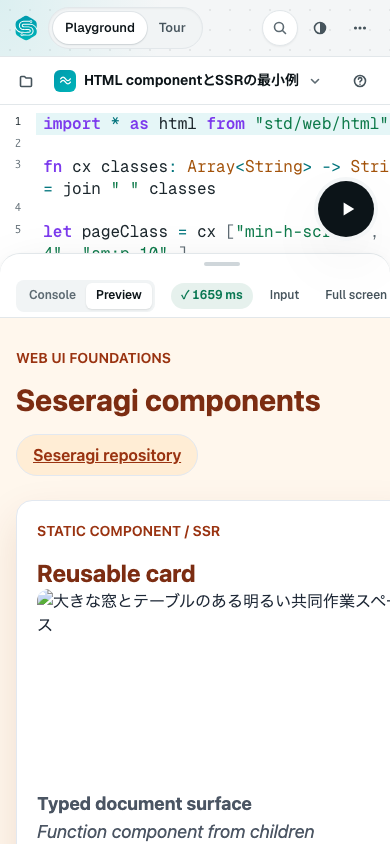 Playground
Tour
HTML componentとSSRの最小例
1
import * as html from "std/web/html"
2
3
fn cx classes: Array<String> -> Stri
= join " " classes
4
5
let pageClass = cx ["min-h-scr
Console
Preview
✓ 1659 ms
Input
Full screen
WEB UI FOUNDATIONS
Seseragi components
Seseragi repository
STATIC COMPONENT / SSR
Reusable card
大きな窓とテーブルのある明るい共同作業スペー
ス
Typed document surface
Function component from children